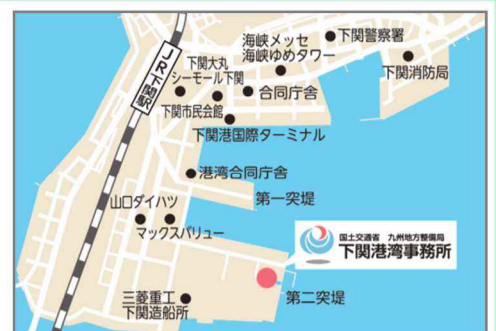 海峡メッセ
海峡ゆめタワー
下関警察署
下関消防局
JR下関駅
下関大丸
シーモール下関
合同庁舎
下関市民会館
下関港国際ターミナル
港湾合同庁舎
第一突堤
山口ダイハツ
マックスバリュー
国土交通省 九州地方整備局
下関港湾事務所
三菱重工
下関造船所
第二突堤